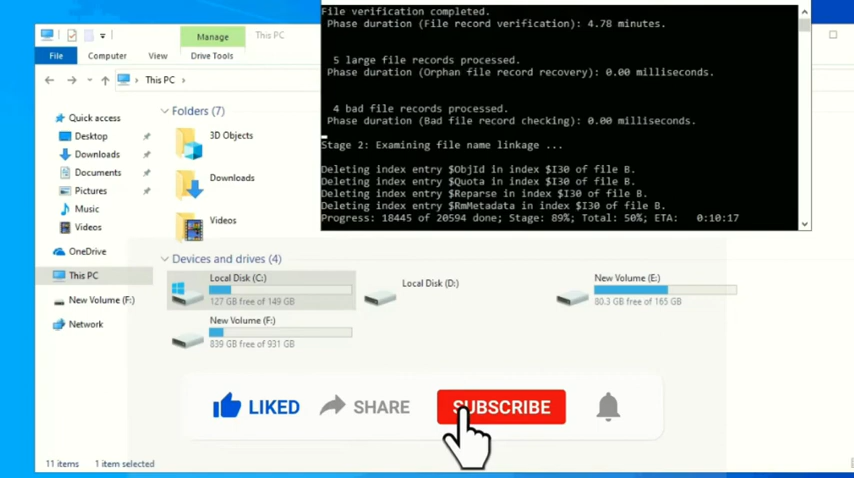 File verification completed.
Phase duration (File record verification): 4.78 minutes.
5 large file records processed.
Phase duration (Orphan file record recovery): 0.00 milliseconds.
4 bad file records processed.
Phase duration (Bad file record checking): 0.00 milliseconds.
Stage 2: Examining file name linkage ...
Deleting index entry $ObjId in index $I30 of file B.
Deleting index entry $Quota in index $I30 of file B.
Deleting index entry $Reparse in index $I30 of file B.
Deleting index entry $RmMetadata in index $I30 of file B.
Progress: 18445 of 20594 done; Stage: 89%; Total: 50%; ETA:   0:10:17
Manage
This PC
File
Computer
View
Drive Tools
This PC
Quick access
Desktop
Downloads
Documents
Pictures
Music
Videos
OneDrive
This PC
New Volume (F:)
Network
Folders (7)
3D Objects
Downloads
Videos
Devices and drives (4)
Local Disk (C:)
127 GB free of 149 GB
Local Disk (D:)
New Volume (E:)
80.3 GB free of 165 GB
New Volume (F:)
839 GB free of 931 GB
LIKED
SHARE
SUBSCRIBE
11 items
1 item selected